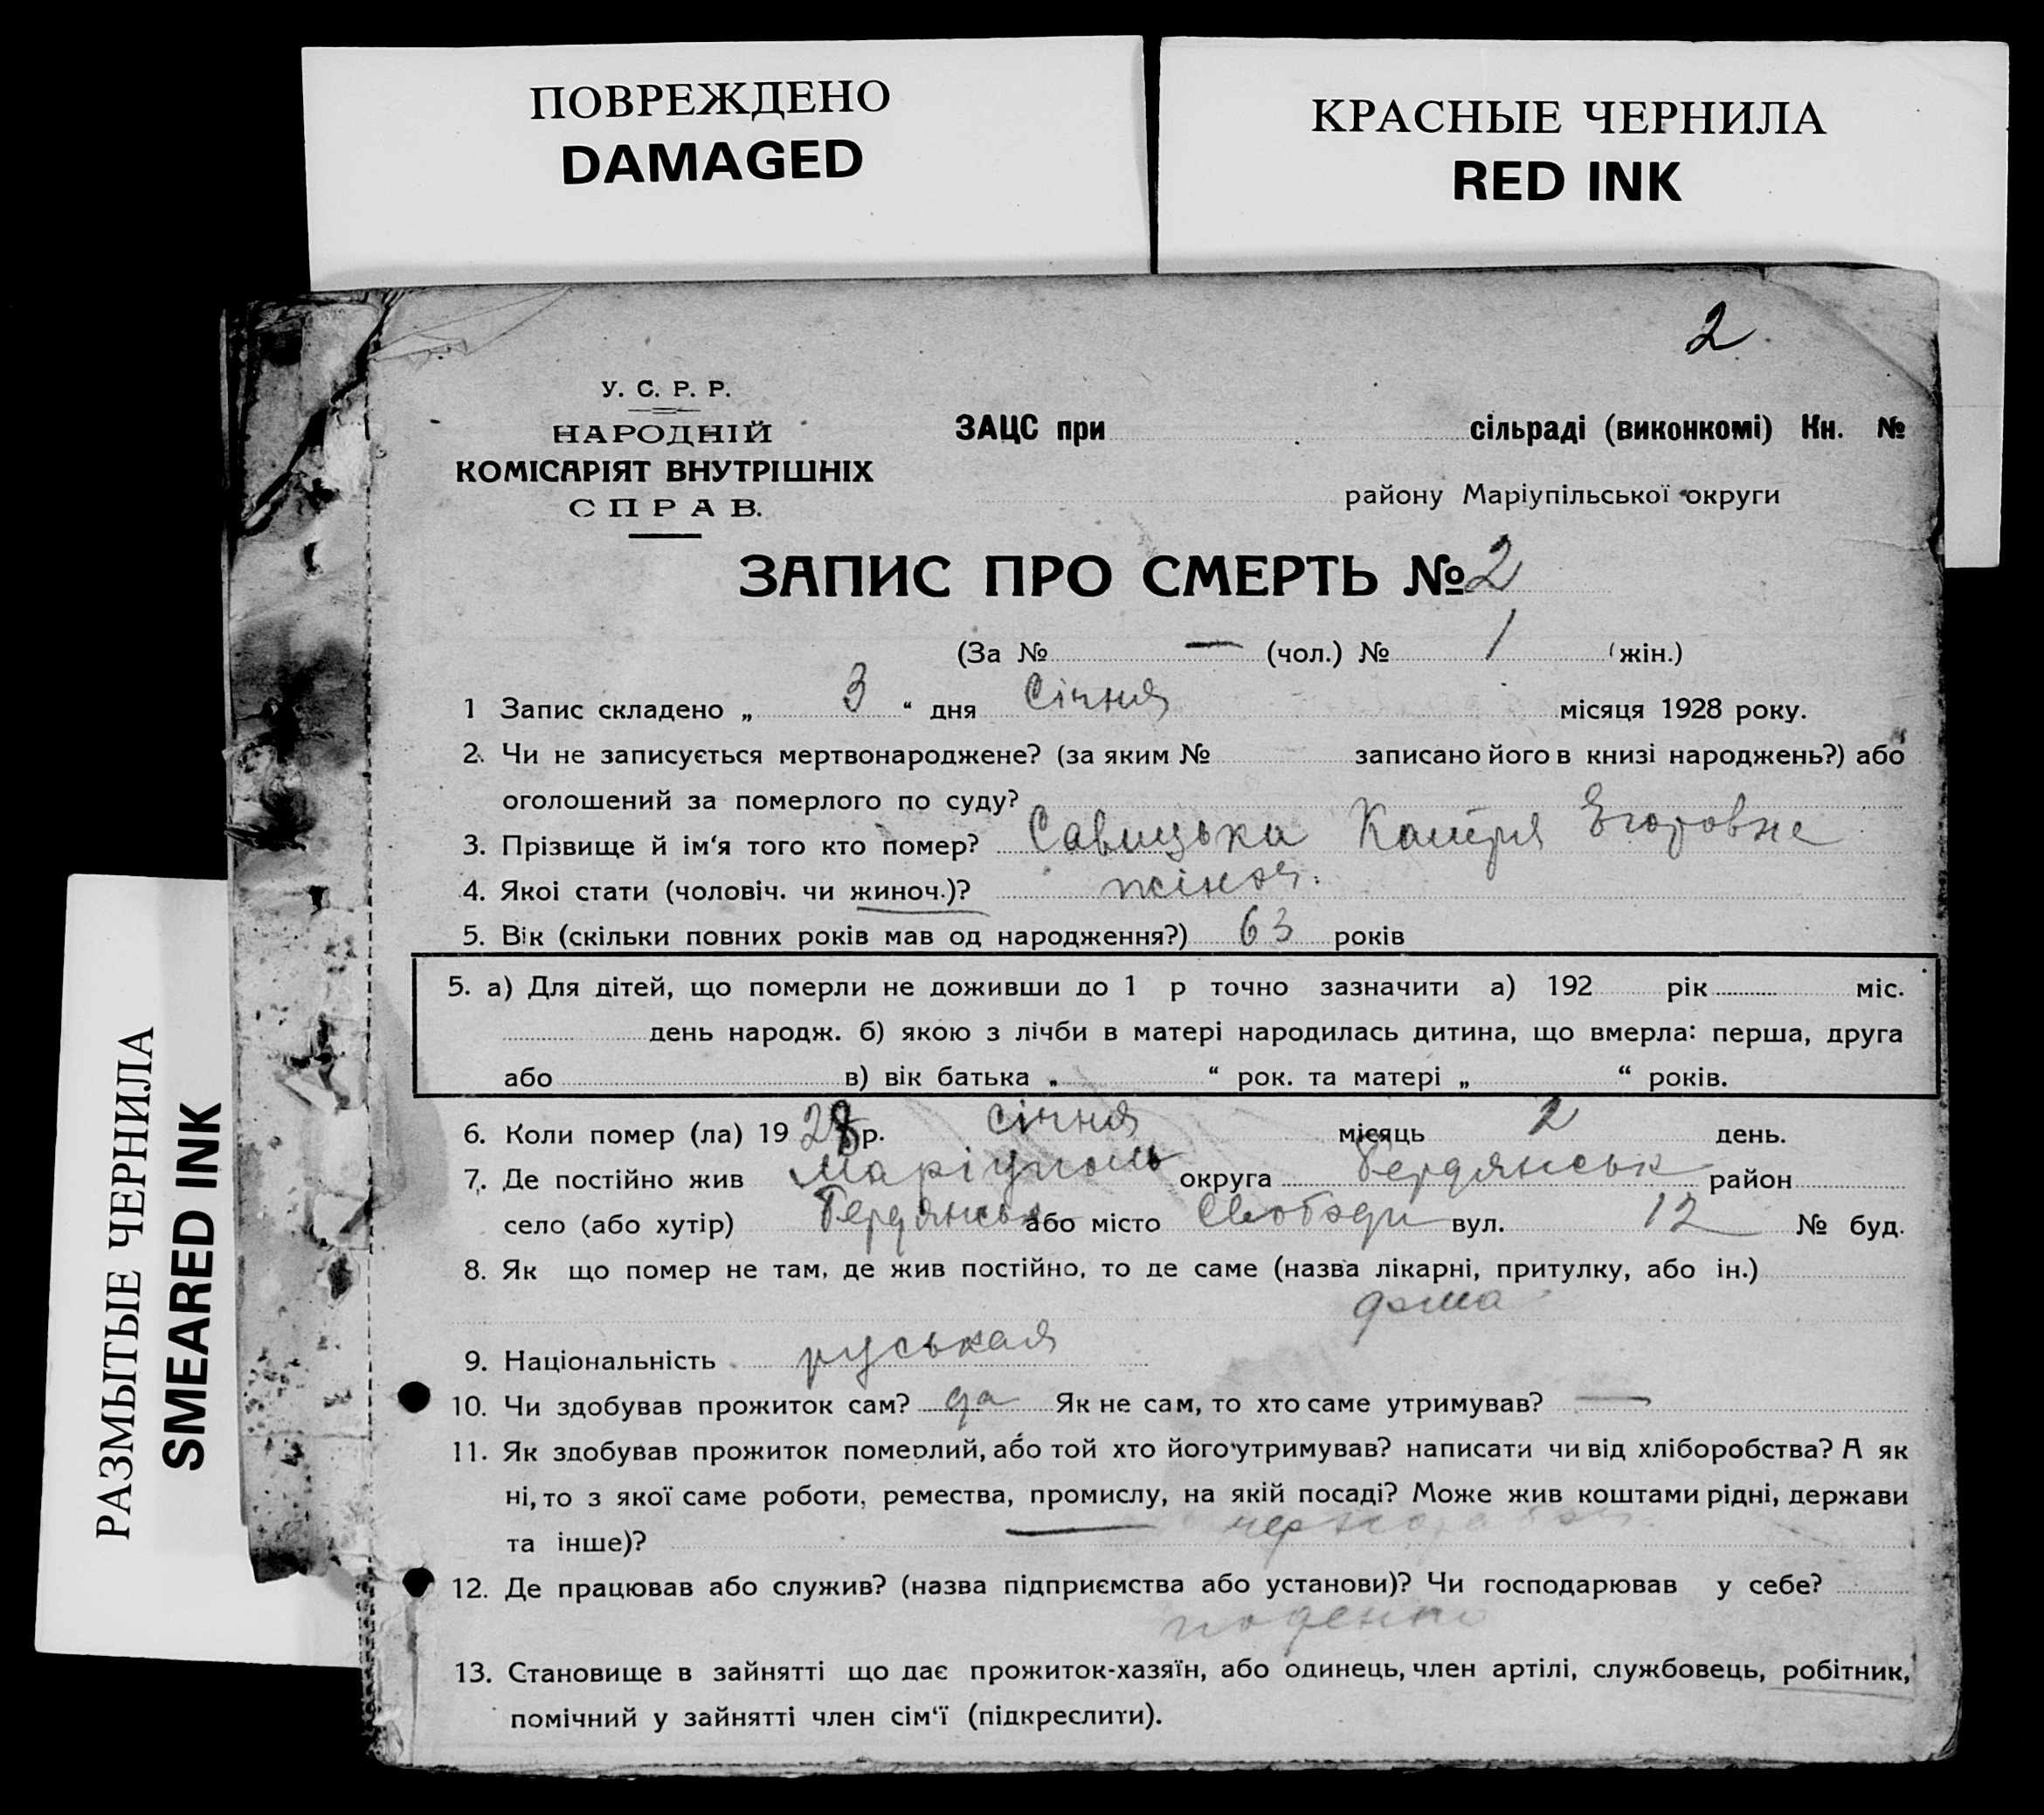 ПОВРЕЖДЕНО
DAMAGED
КРАСНЫЕ ЧЕРНИЛА
RED INK
РАЗМЫТЫЕ ЧЕРНИЛА
SMEARED INK
2
У. С. Р. Р.
НАРОДНІЙ
КОМІСАРІЯТ ВНУТРІШНІХ
СПРАВ.
ЗАЦС при сільраді (виконкомі) Кн. №
району Маріупільської округи
ЗАПИС ПРО СМЕРТЬ № 2
(За № — (чол.) № 1 (жін.)
1 Запис складено „ 3 “ дня Січня місяця 1928 року.
2. Чи не записується мертвонароджене? (за яким № записано його в книзі народжень?) або
оголошений за померлого по суду?
3. Прізвище й ім‘я того кто помер? Савицька Егоровне
4. Якоі стати (чоловіч. чи жиноч.)?
5. Вік (скільки повних років мав од народження?) 63 років
5. а) Для дітей, що померли не доживши до 1 р точно зазначити а) 192 рік міс.
день народж. б) якою з лічби в матері народилась дитина, що вмерла: перша, друга
або в) вік батька „ “ рок. та матері „ “ років.
6. Коли помер (ла) 1928 р. січня місяць 2 день.
7. Де постійно жив Маріуполь округа Бердянськ район
село (або хутір) Бердянськ або місто Свободи вул. 12 № буд.
8. Як що помер не там, де жив постійно, то де саме (назва лікарні, притулку, або ін.)
дома
9. Національність руськая
10. Чи здобував прожиток сам? да Як не сам, то хто саме утримував? —
11. Як здобував прожиток померлий, або той хто його утримував? написати чи від хліборобства? А як
ні, то з якої саме роботи, ремества, промислу, на якій посаді? Може жив коштами рідні, держави
та інше)? —
12. Де працював або служив? (назва підприємства або установи)? Чи господарював у себе?
поденно
13. Становище в зайнятті що дає прожиток-хазяїн, або одинець, член артілі, службовець, робітник,
помічний у зайнятті член сім‘ї (підкреслити).